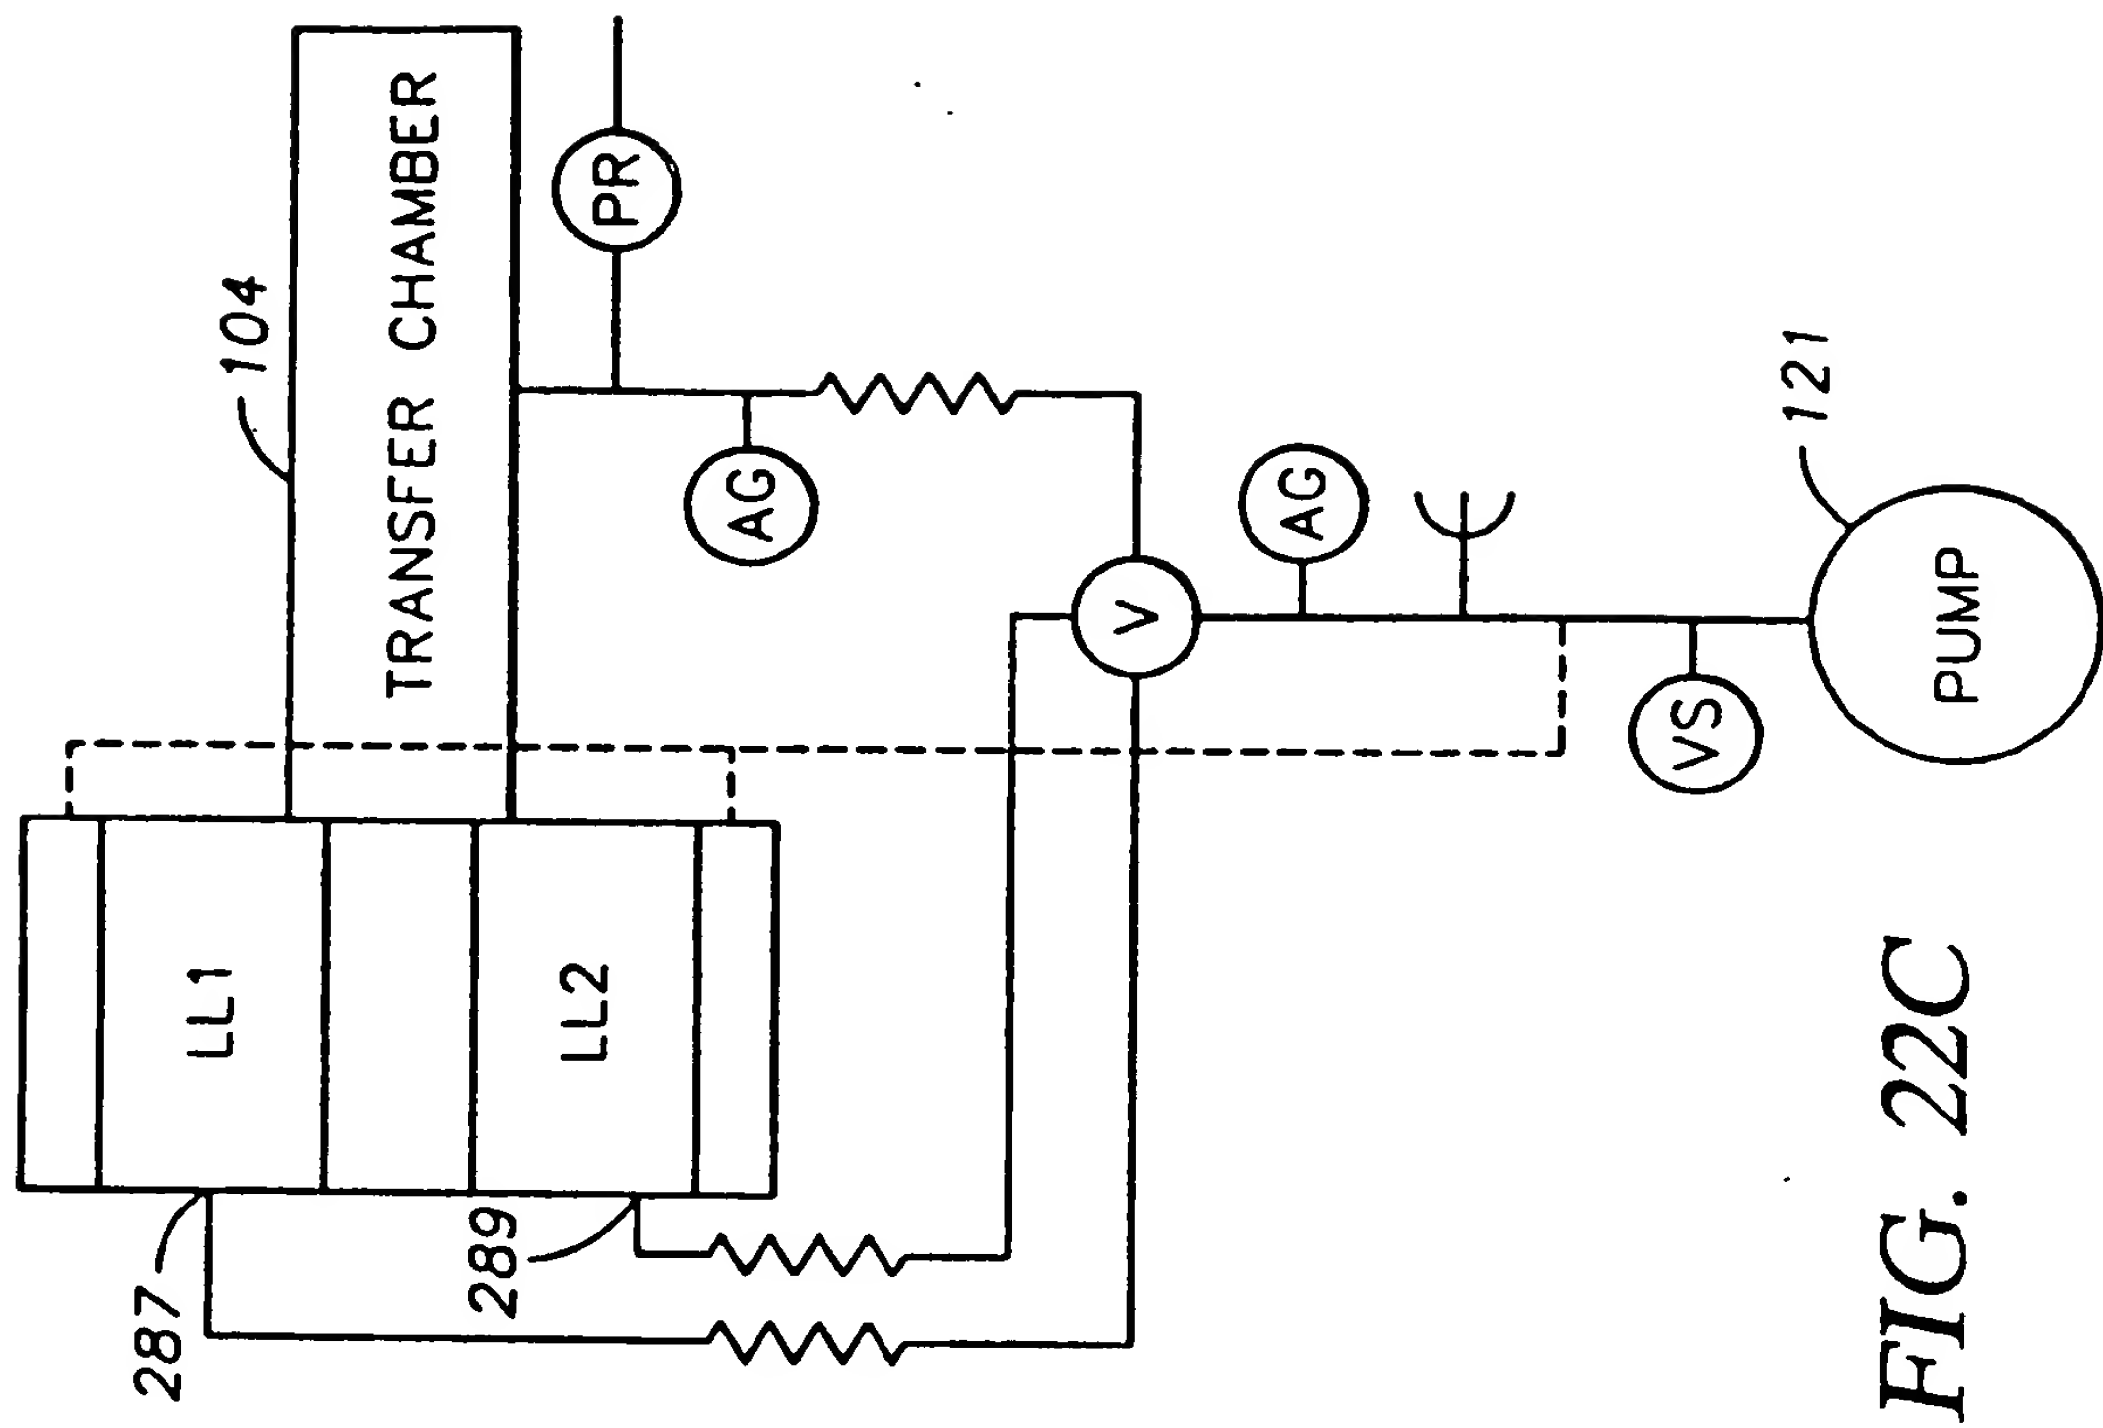 287
LL1
104
289
LL2
TRANSFER CHAMBER
PR
AG
V
AG
VS
121
PUMP
FIG. 22C